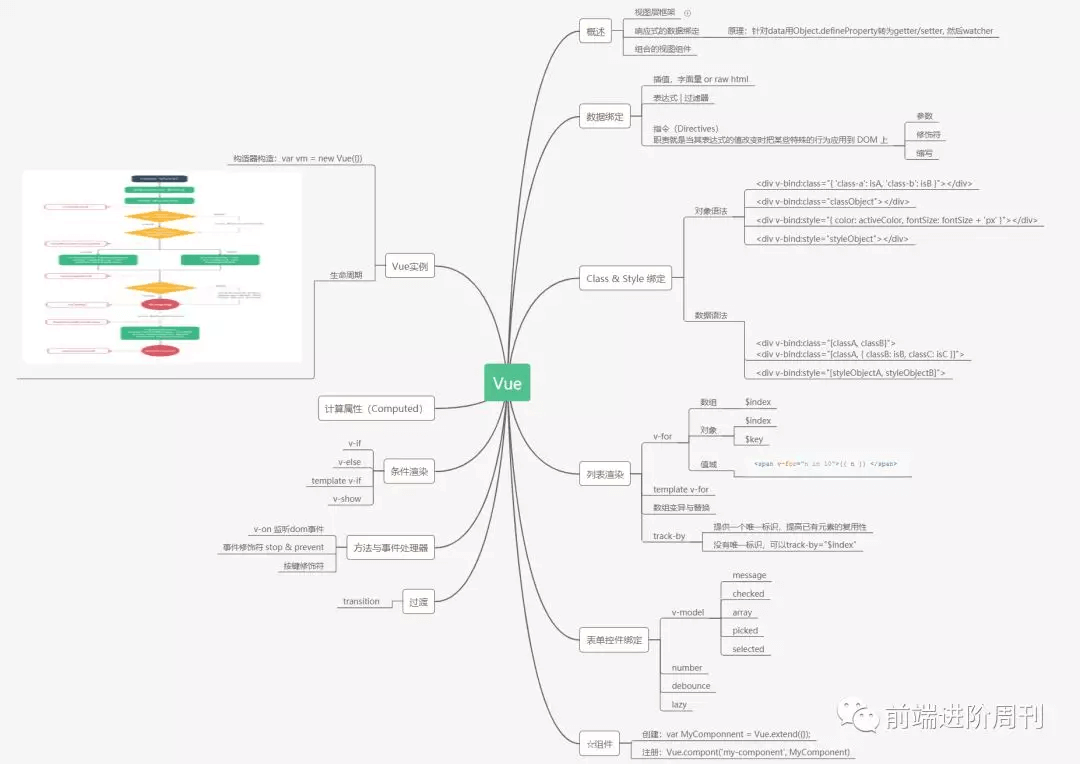 Vue
概述
视图层框架
响应式的数据绑定
原理：针对data用Object.defineProperty转为getter/setter, 然后watcher
组合的视图组件
数据绑定
插值，字面量 or raw html
表达式 | 过滤器
指令（Directives）
职责就是当其表达式的值改变时把某些特殊的行为应用到 DOM 上
参数
修饰符
缩写
Class & Style 绑定
对象语法
<div v-bind:class="{ 'class-a': isA, 'class-b': isB }"></div>
<div v-bind:class="classObject"></div>
<div v-bind:style="{ color: activeColor, fontSize: fontSize + 'px' }"></div>
<div v-bind:style="styleObject"></div>
数据语法
<div v-bind:class="[classA, classB]">
<div v-bind:class="[classA, { classB: isB, classC: isC }]">
<div v-bind:style="[styleObjectA, styleObjectB]">
列表渲染
v-for
数组
$index
对象
$index
$key
值域
<span v-for="n in 10">{{ n }} </span>
template v-for
数组变异与替换
track-by
提供一个唯一标识，提高已有元素的复用性
没有唯一标识，可以track-by="$index"
表单控件绑定
v-model
message
checked
array
picked
selected
number
debounce
lazy
☆组件
创建：var MyComponnent = Vue.extend({});
注册：Vue.compont('my-component', MyComponent)
Vue实例
构造器构造：var vm = new Vue({})
生命周期
计算属性（Computed）
条件渲染
v-if
v-else
template v-if
v-show
方法与事件处理器
v-on 监听dom事件
事件修饰符 stop & prevent
按键修饰符
过渡
transition
前端进阶周刊